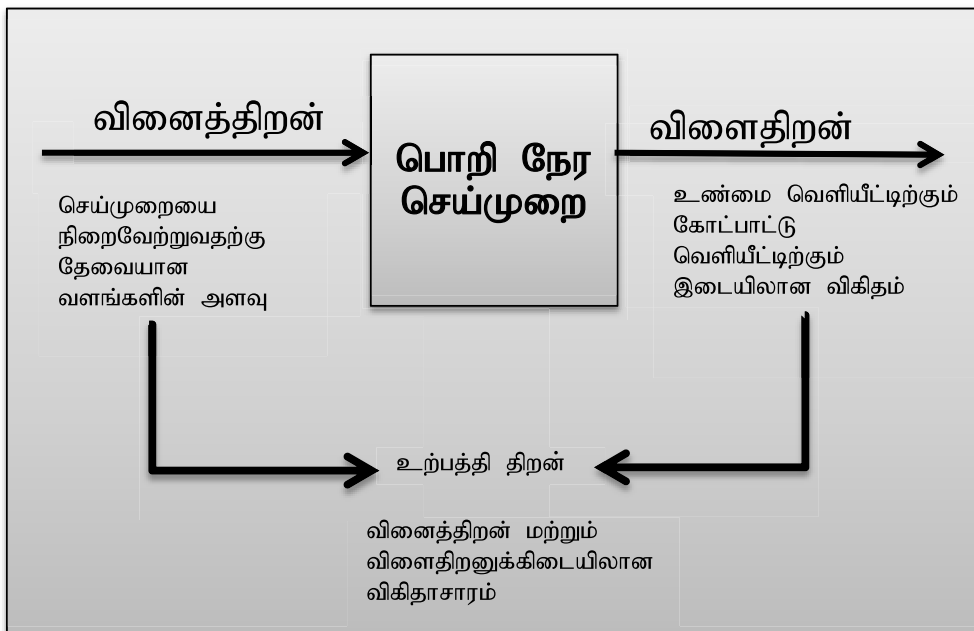 வினைத்திறன்
செய்முறையை
நிறைவேற்றுவதற்கு
தேவையான
வளங்களின் அளவு
பொறி நேர
செய்முறை
விளைதிறன்
உண்மை வெளியீட்டிற்கும்
கோட்பாட்டு
வெளியீட்டிற்கும்
இடையிலான விகிதம்
உற்பத்தி திறன்
வினைத்திறன் மற்றும்
விளைதிறனுக்கிடையிலான
விகிதாசாரம்